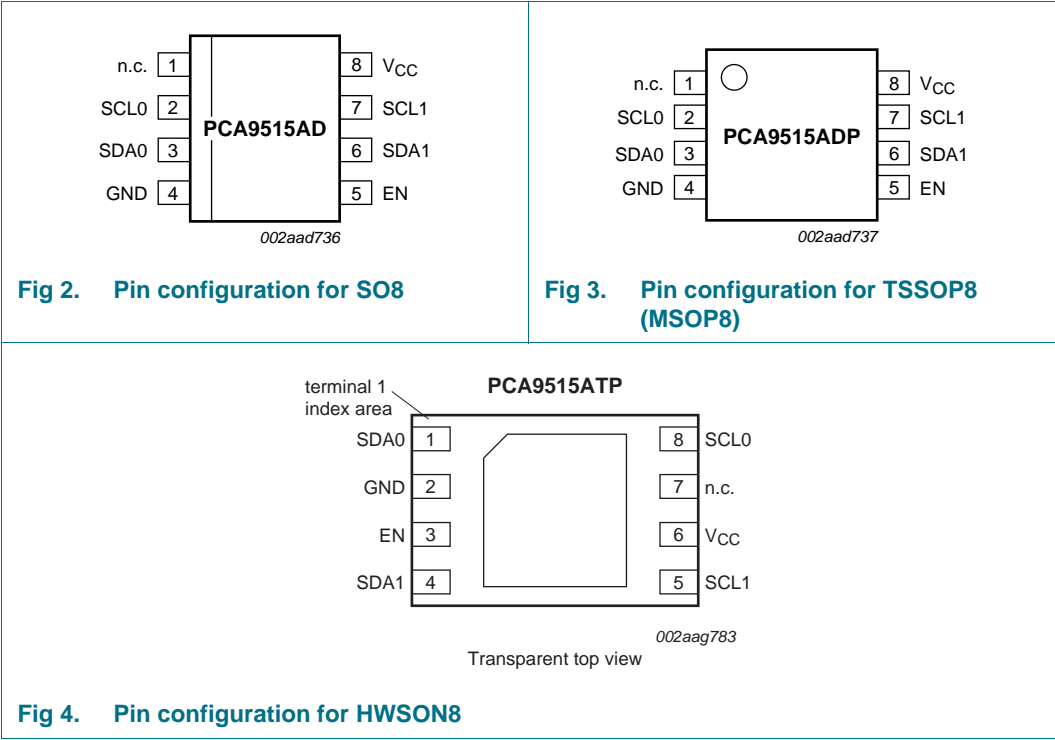 n.c. 1 8 VCC
SCL0 2 7 SCL1
PCA9515AD
SDA0 3 6 SDA1
GND 4 5 EN
002aad736
Fig 2. Pin configuration for SO8
n.c. 1 8 VCC
SCL0 2 7 SCL1
PCA9515ADP
SDA0 3 6 SDA1
GND 4 5 EN
002aad737
Fig 3. Pin configuration for TSSOP8
(MSOP8)
terminal 1
index area
PCA9515ATP
SDA0 1 8 SCL0
GND 2 7 n.c.
EN 3 6 VCC
SDA1 4 5 SCL1
002aag783
Transparent top view
Fig 4. Pin configuration for HWSON8